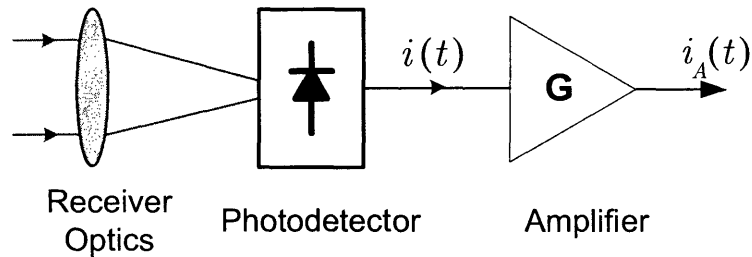 i(t)
i_A(t)
G
Receiver
Optics
Photodetector
Amplifier